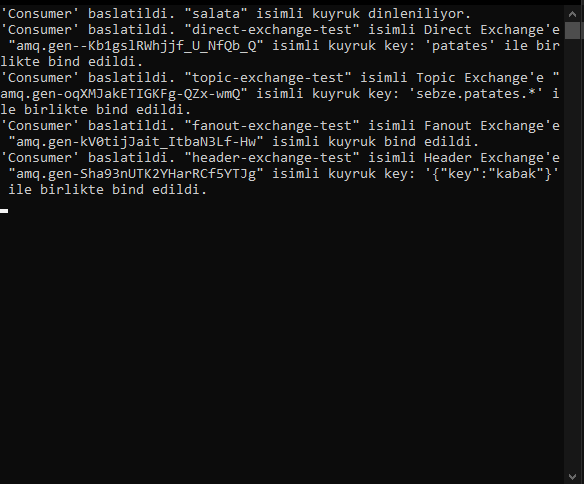 'Consumer' baslatildi. "salata" isimli kuyruk dinleniliyor.
'Consumer' baslatildi. "direct-exchange-test" isimli Direct Exchange'e
 "amq.gen--Kb1gslRWhjjf_U_NfQb_Q" isimli kuyruk key: 'patates' ile bir
likte bind edildi.
'Consumer' baslatildi. "topic-exchange-test" isimli Topic Exchange'e "
amq.gen-oqXMJakETIGKFg-QZx-wmQ" isimli kuyruk key: 'sebze.patates.*' i
le birlikte bind edildi.
'Consumer' baslatildi. "fanout-exchange-test" isimli Fanout Exchange'e
 "amq.gen-kV0tijJait_ItbaN3Lf-Hw" isimli kuyruk bind edildi.
'Consumer' baslatildi. "header-exchange-test" isimli Header Exchange'e
 "amq.gen-Sha93nUTK2YHarRCf5YTJg" isimli kuyruk key: '{"key":"kabak"}'
 ile birlikte bind edildi.